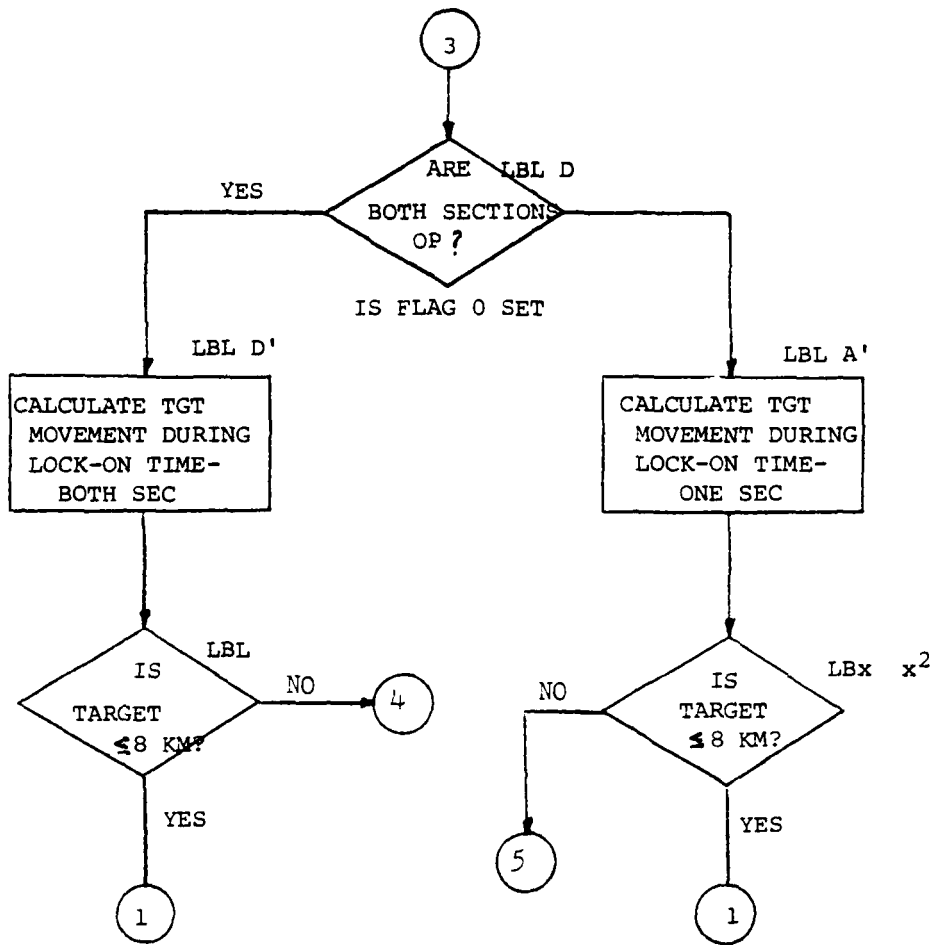 3
ARE LBL D
YES
BOTH SECTIONS
OP?
IS FLAG 0 SET
LBL D'
LBL A'
CALCULATE TGT
MOVEMENT DURING
LOCK-ON TIME-
BOTH SEC
CALCULATE TGT
MOVEMENT DURING
LOCK-ON TIME-
ONE SEC
LBL
IS
TARGET
≤8 KM?
NO
4
LBx x²
IS
TARGET
≤8 KM?
NO
5
YES
1
YES
1